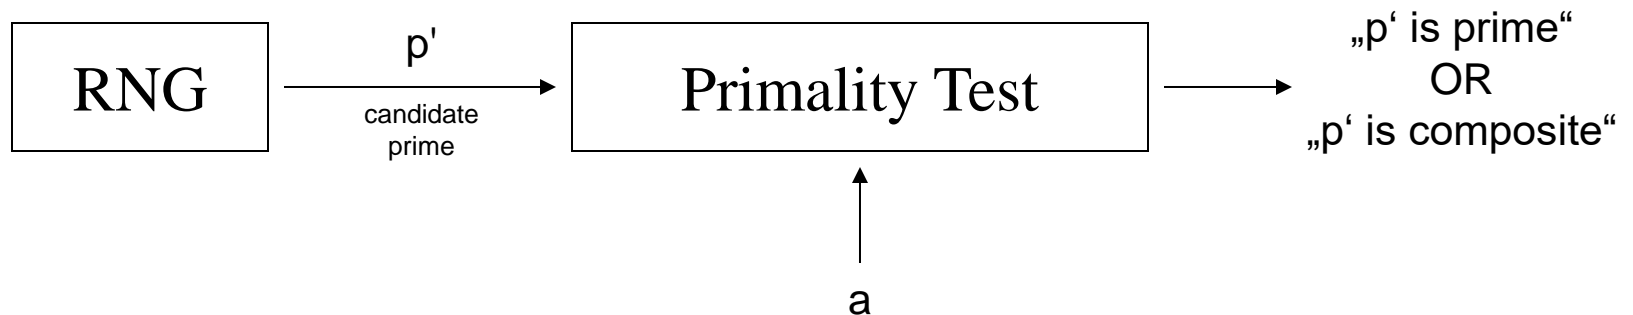 RNG
p'
candidate
prime
Primality Test
a
„p‘ is prime“
OR
„p‘ is composite“